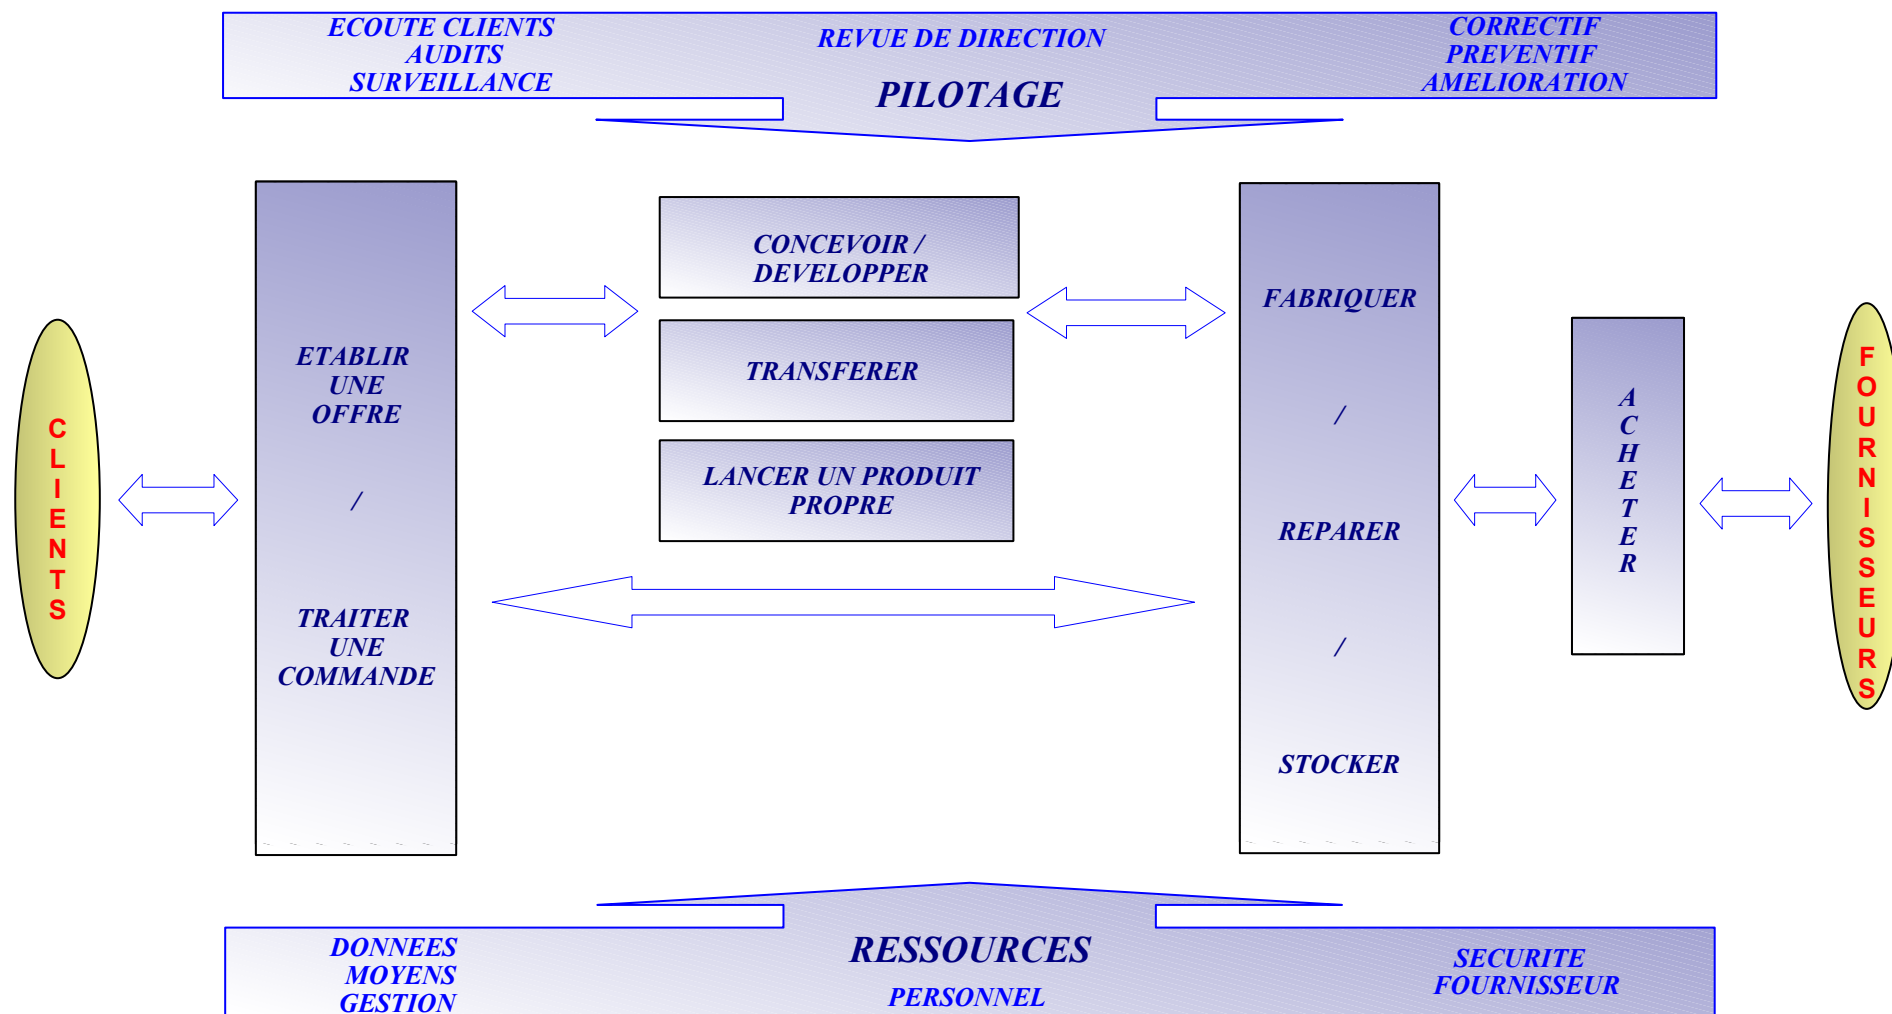 ECOUTE CLIENTS
AUDITS
SURVEILLANCE
REVUE DE DIRECTION
PILOTAGE
CORRECTIF
PREVENTIF
AMELIORATION
CLIENTS
ETABLIR
UNE
OFFRE
/
TRAITER
UNE
COMMANDE
CONCEVOIR /
DEVELOPPER
TRANSFERER
LANCER UN PRODUIT
PROPRE
FABRIQUER
/
REPARER
/
STOCKER
ACHETER
FOURNISSEURS
DONNEES
MOYENS
GESTION
RESSOURCES
PERSONNEL
SECURITE
FOURNISSEUR